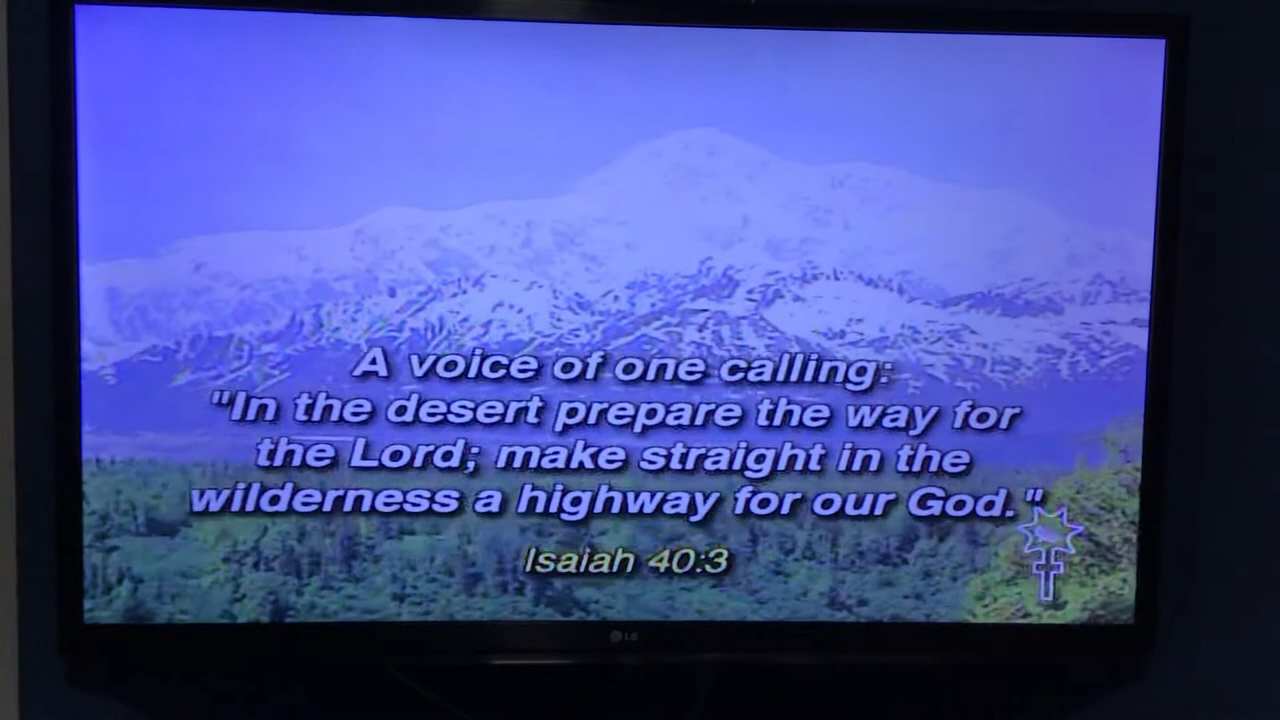 A voice of one calling:
"In the desert prepare the way for
the Lord; make straight in the
wilderness a highway for our God."
Isaiah 40:3
LG